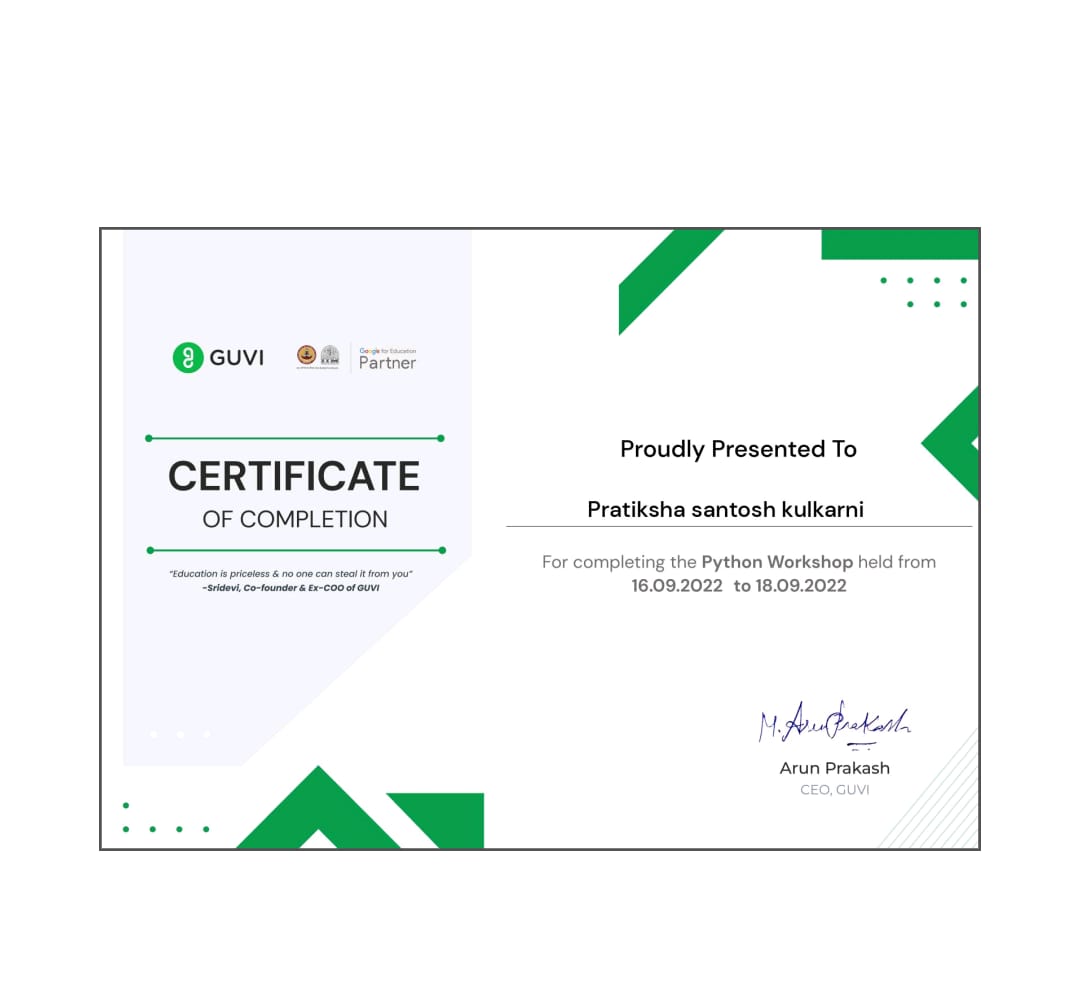 GUVI
Google for Education
Partner
CERTIFICATE
OF COMPLETION
“Education is priceless & no one can steal it from you”
-Sridevi, Co-founder & Ex-COO of GUVI
Proudly Presented To
Pratiksha santosh kulkarni
For completing the Python Workshop held from
16.09.2022 to 18.09.2022
M. ArunPrakash
Arun Prakash
CEO, GUVI